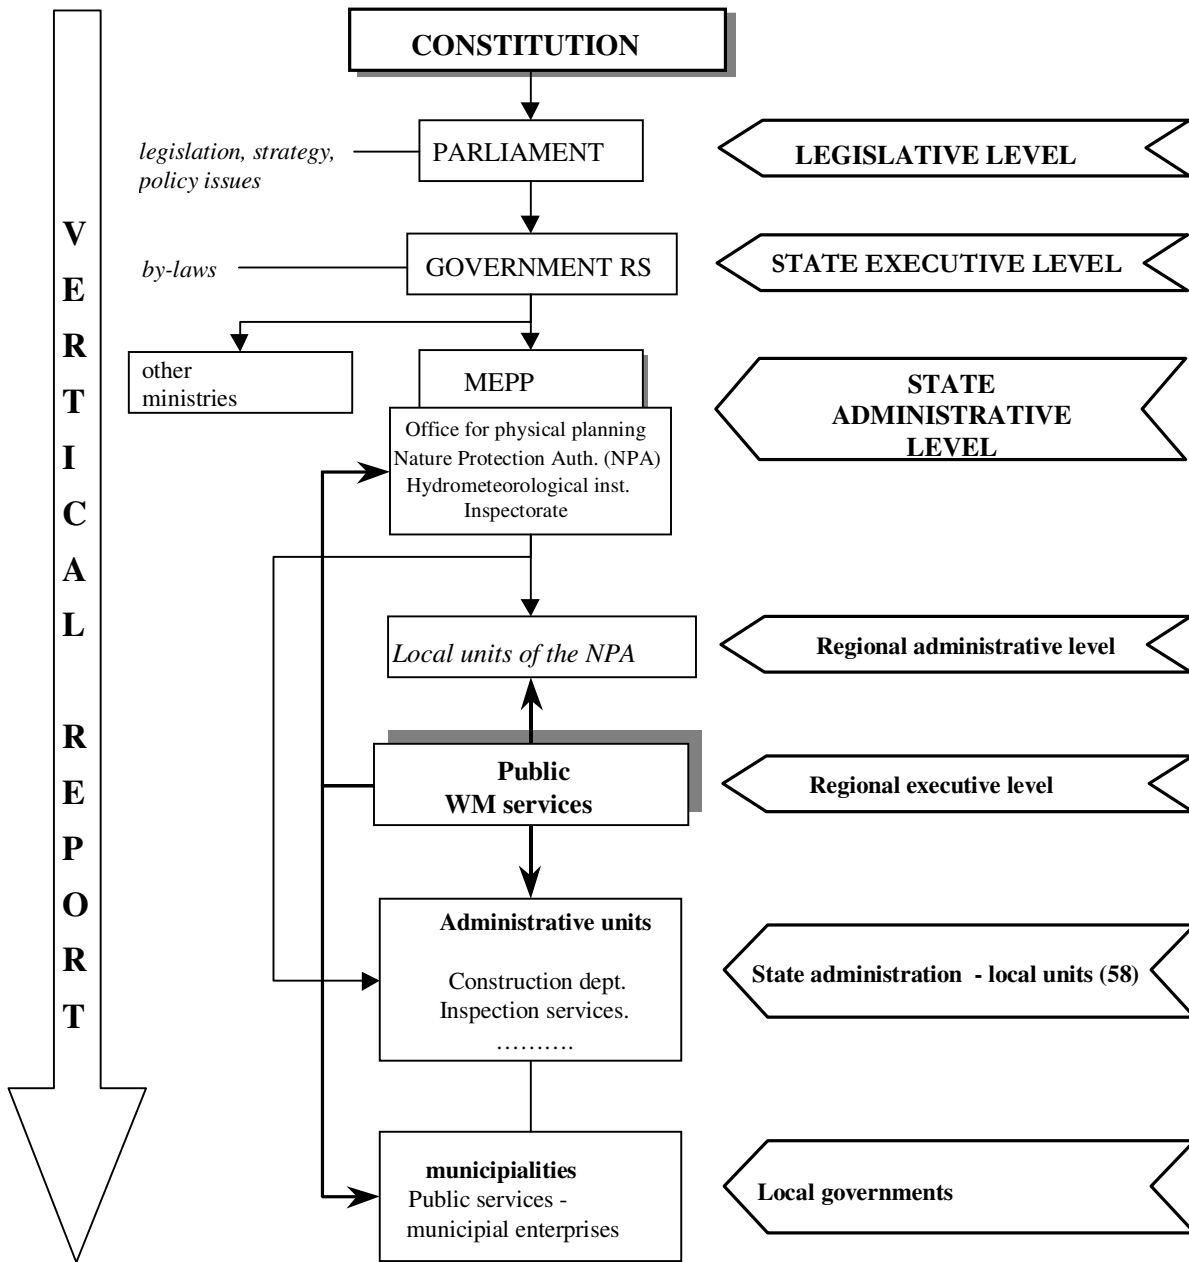 CONSTITUTION
legislation, strategy,
policy issues
PARLIAMENT
LEGISLATIVE LEVEL
by-laws
GOVERNMENT RS
STATE EXECUTIVE LEVEL
other
ministries
MEPP
Office for physical planning
Nature Protection Auth. (NPA)
Hydrometeorological inst.
Inspectorate
STATE
ADMINISTRATIVE
LEVEL
Local units of the NPA
Regional administrative level
Public
WM services
Regional executive level
Administrative units
Construction dept.
Inspection services.
……….
State administration - local units (58)
municipialities
Public services -
municipial enterprises
Local governments
VERTICAL REPORT